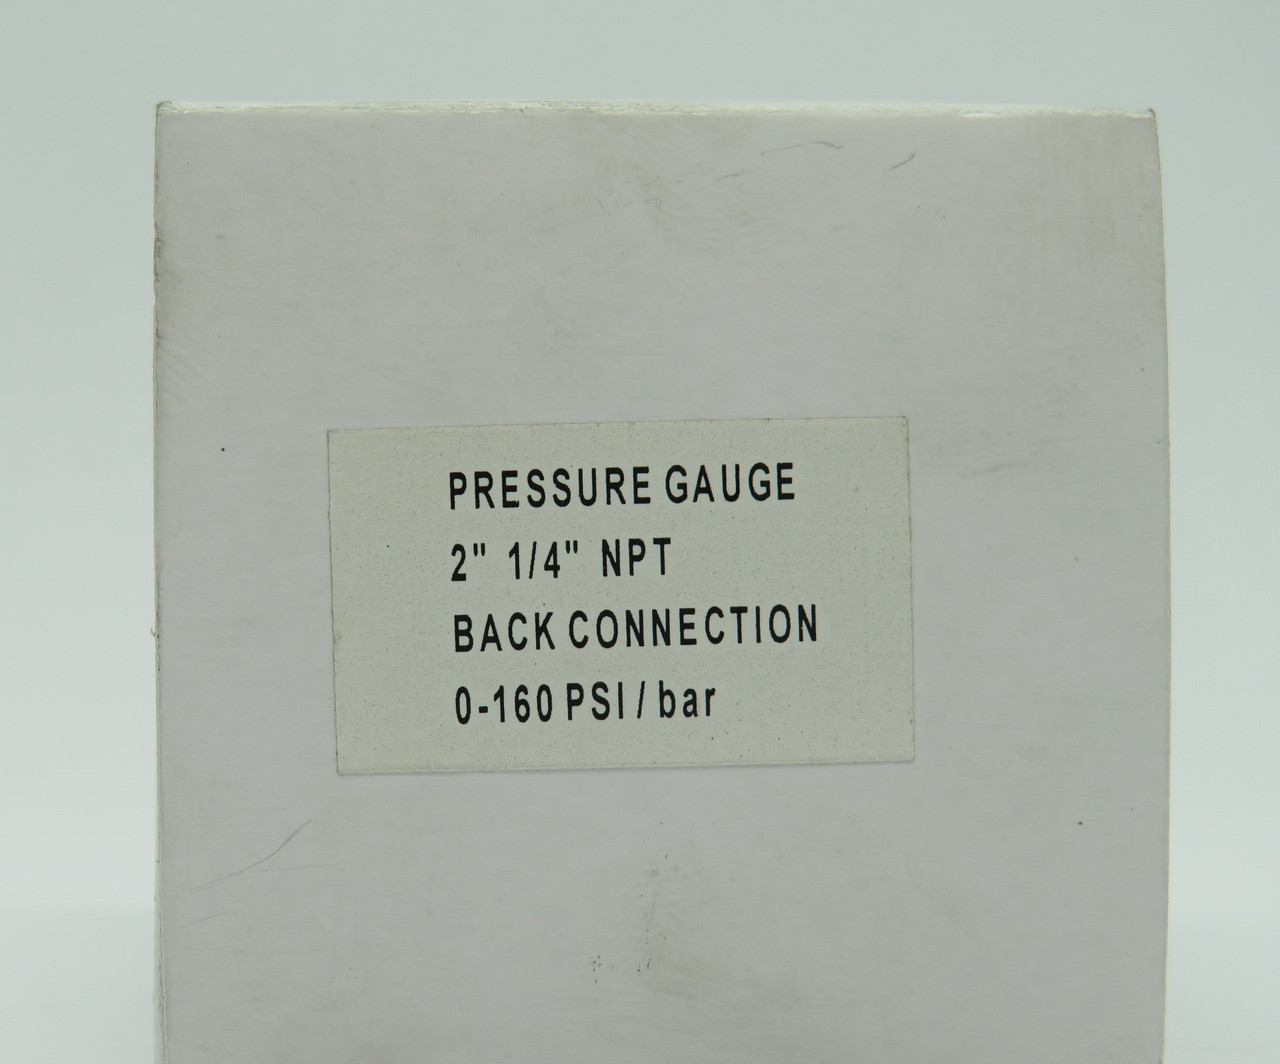 PRESSURE GAUGE
2" 1/4" NPT
BACK CONNECTION
0-160 PSI / bar